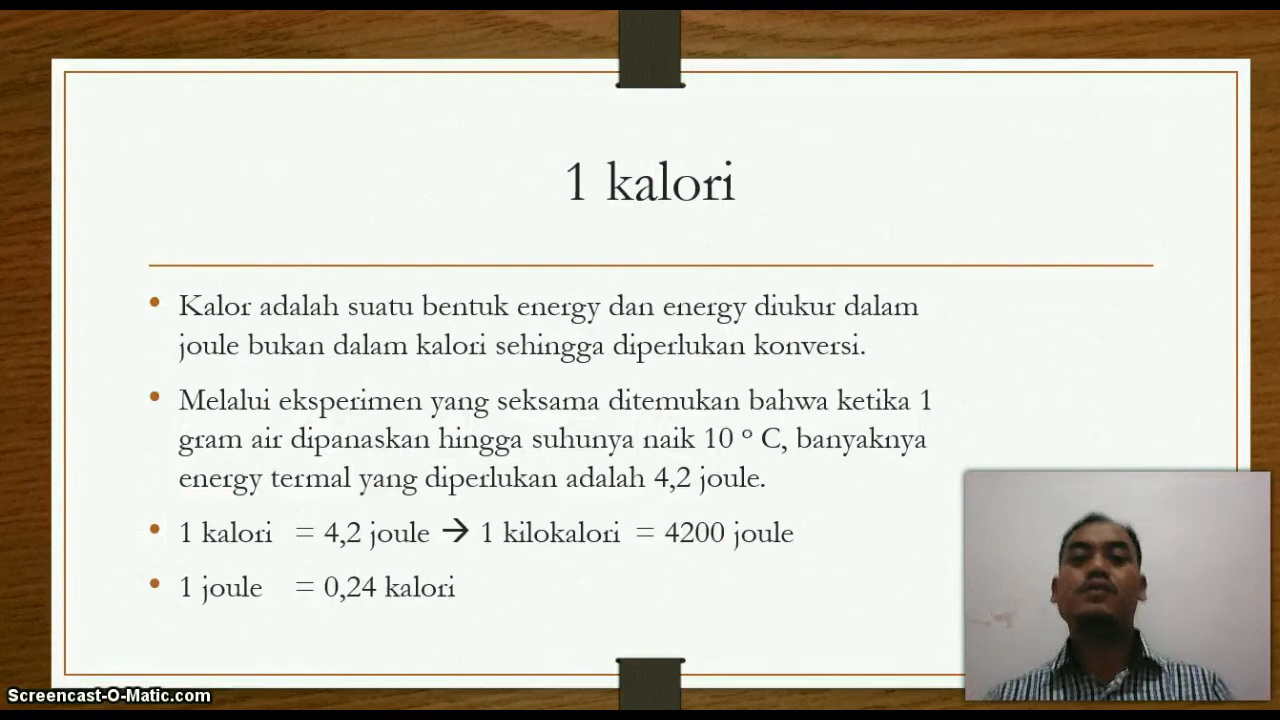 1 kalori
• Kalor adalah suatu bentuk energy dan energy diukur dalam
joule bukan dalam kalori sehingga diperlukan konversi.
• Melalui eksperimen yang seksama ditemukan bahwa ketika 1
gram air dipanaskan hingga suhunya naik 10 º C, banyaknya
energy termal yang diperlukan adalah 4,2 joule.
• 1 kalori = 4,2 joule → 1 kilokalori = 4200 joule
• 1 joule = 0,24 kalori
Screencast-O-Matic.com